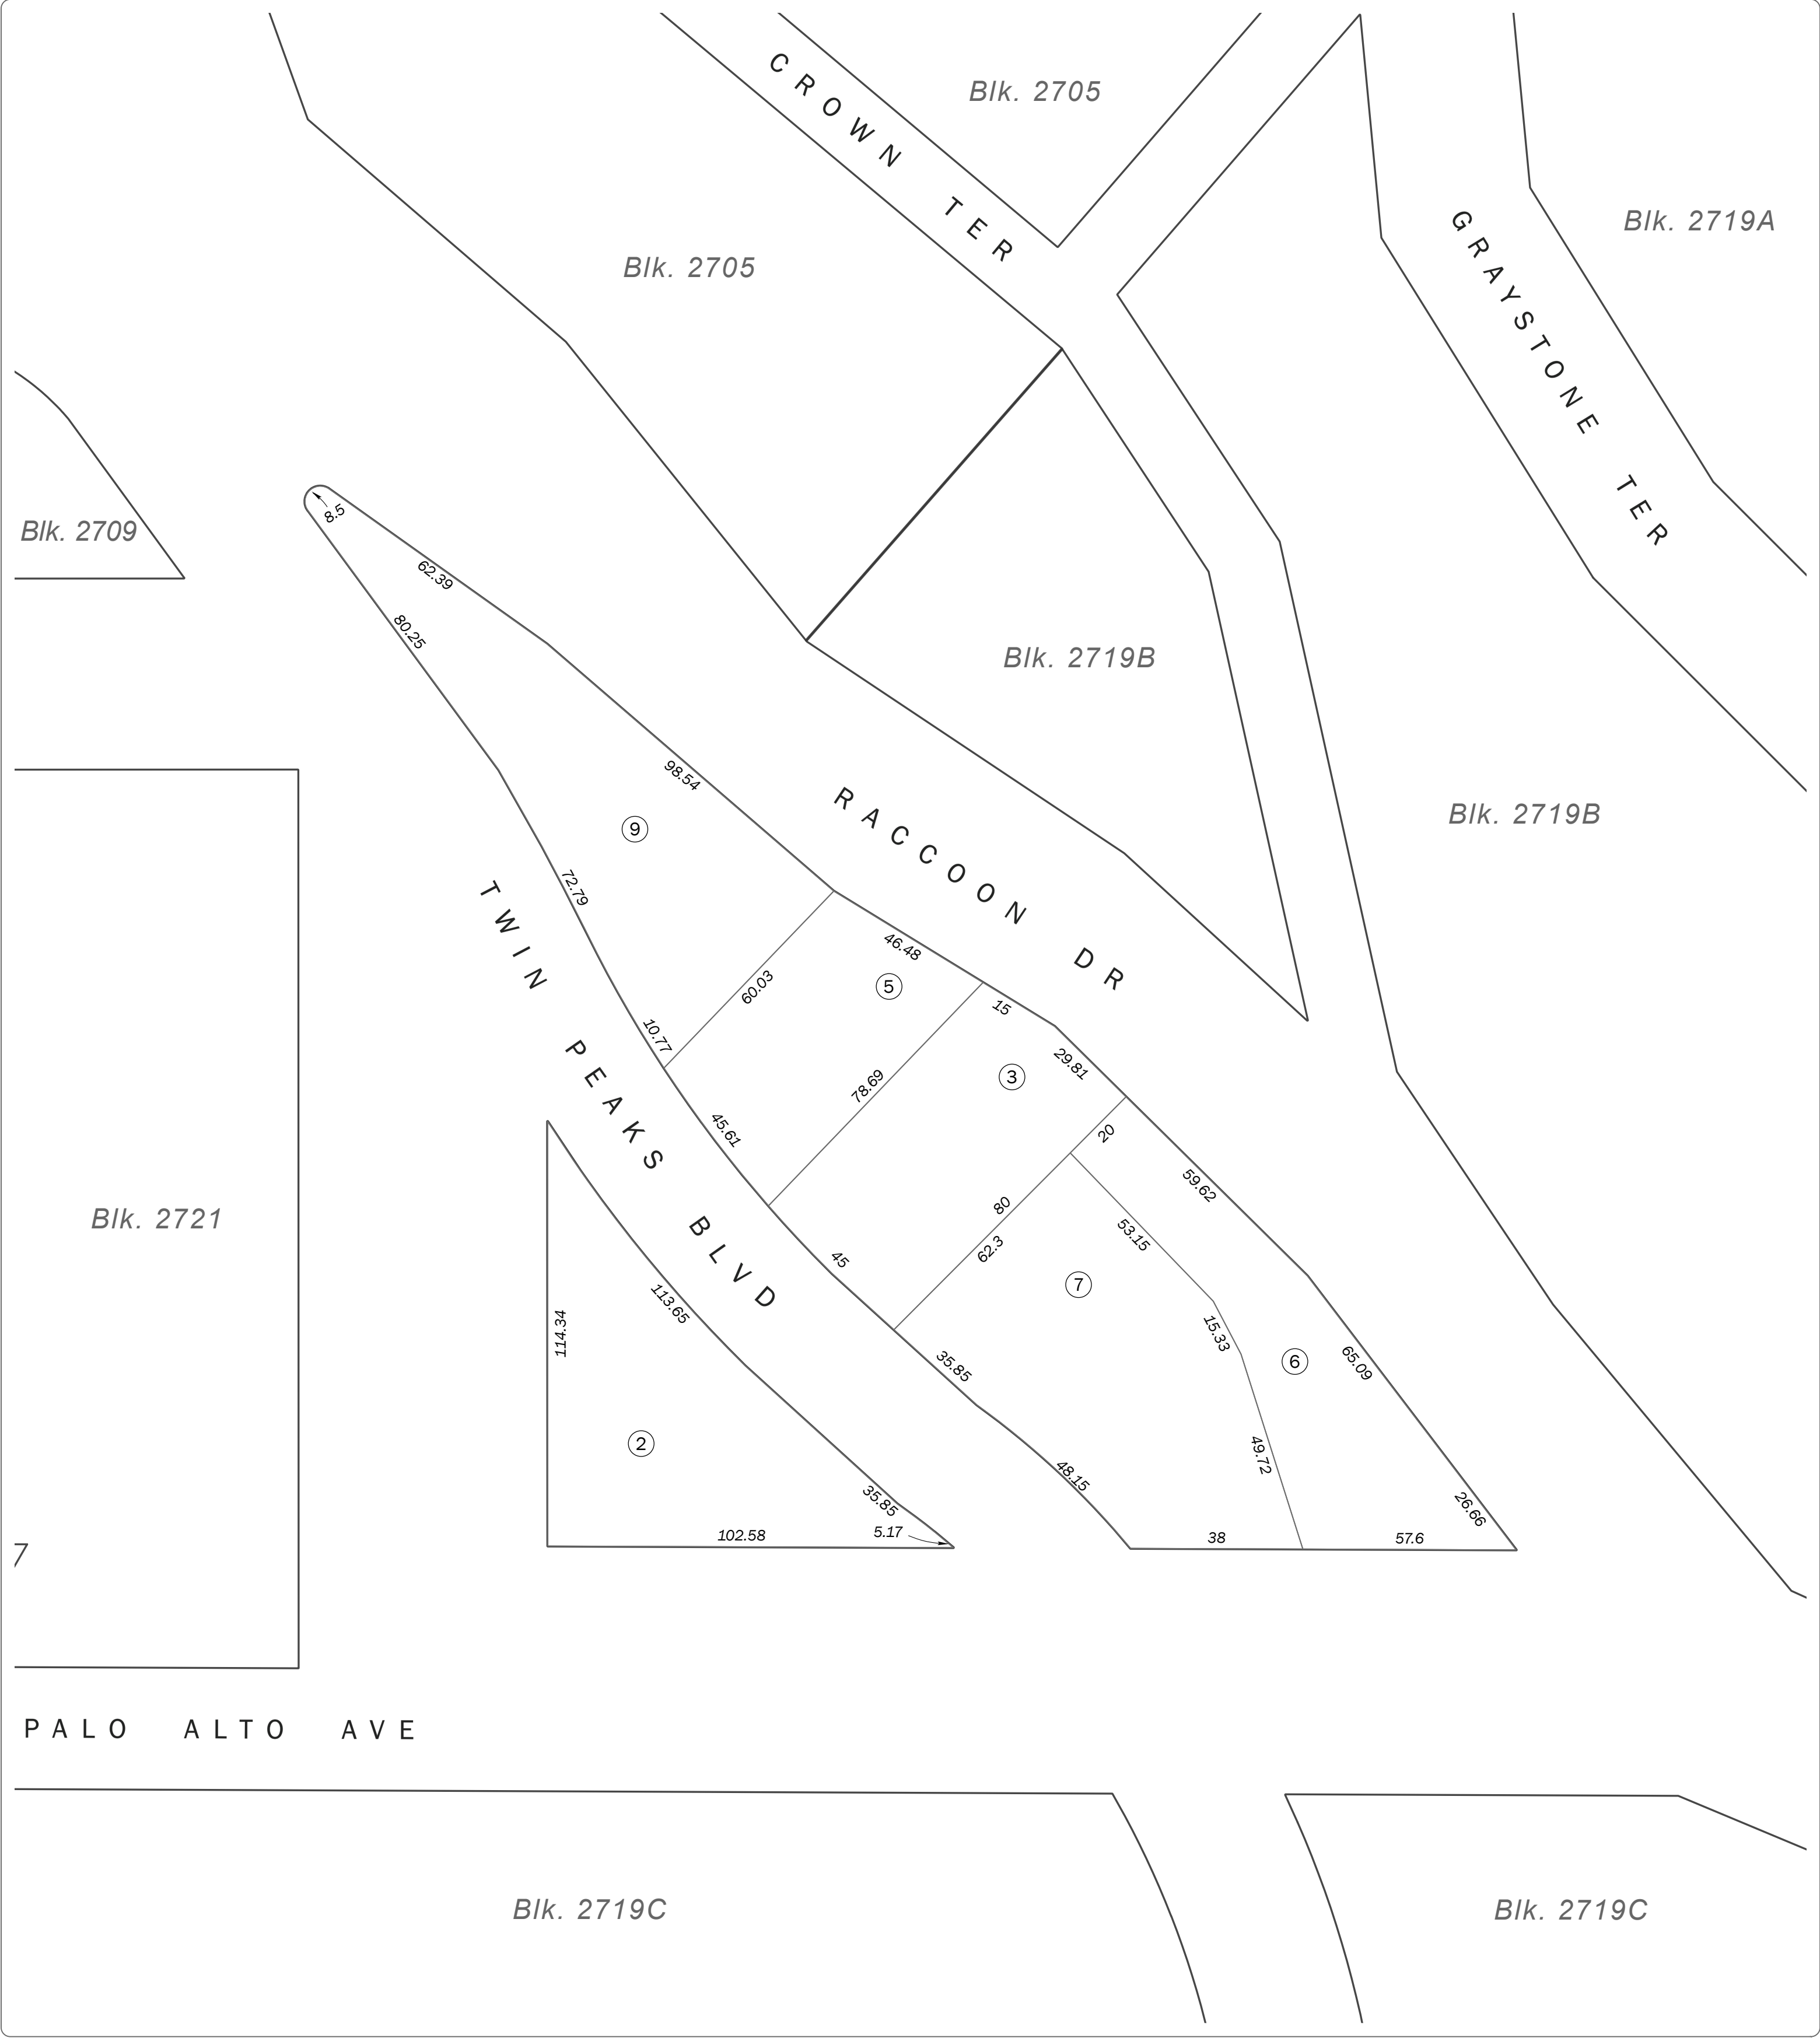 CROWN TER
Blk. 2705
Blk. 2705
GRAYSTONE TER
Blk. 2719A
Blk. 2709
8.5
62.39
80.25
Blk. 2719B
98.54
RACCOON DR
Blk. 2719B
9
72.79
TWIN PEAKS BLVD
46.48
60.03
5
15
10.77
29.81
3
78.69
45.61
20
59.62
80
62.3
53.15
45
Blk. 2721
7
113.65
114.34
15.33
6
65.09
35.85
2
49.72
48.15
35.85
26.66
102.58
5.17
38
57.6
7
PALO ALTO AVE
Blk. 2719C
Blk. 2719C